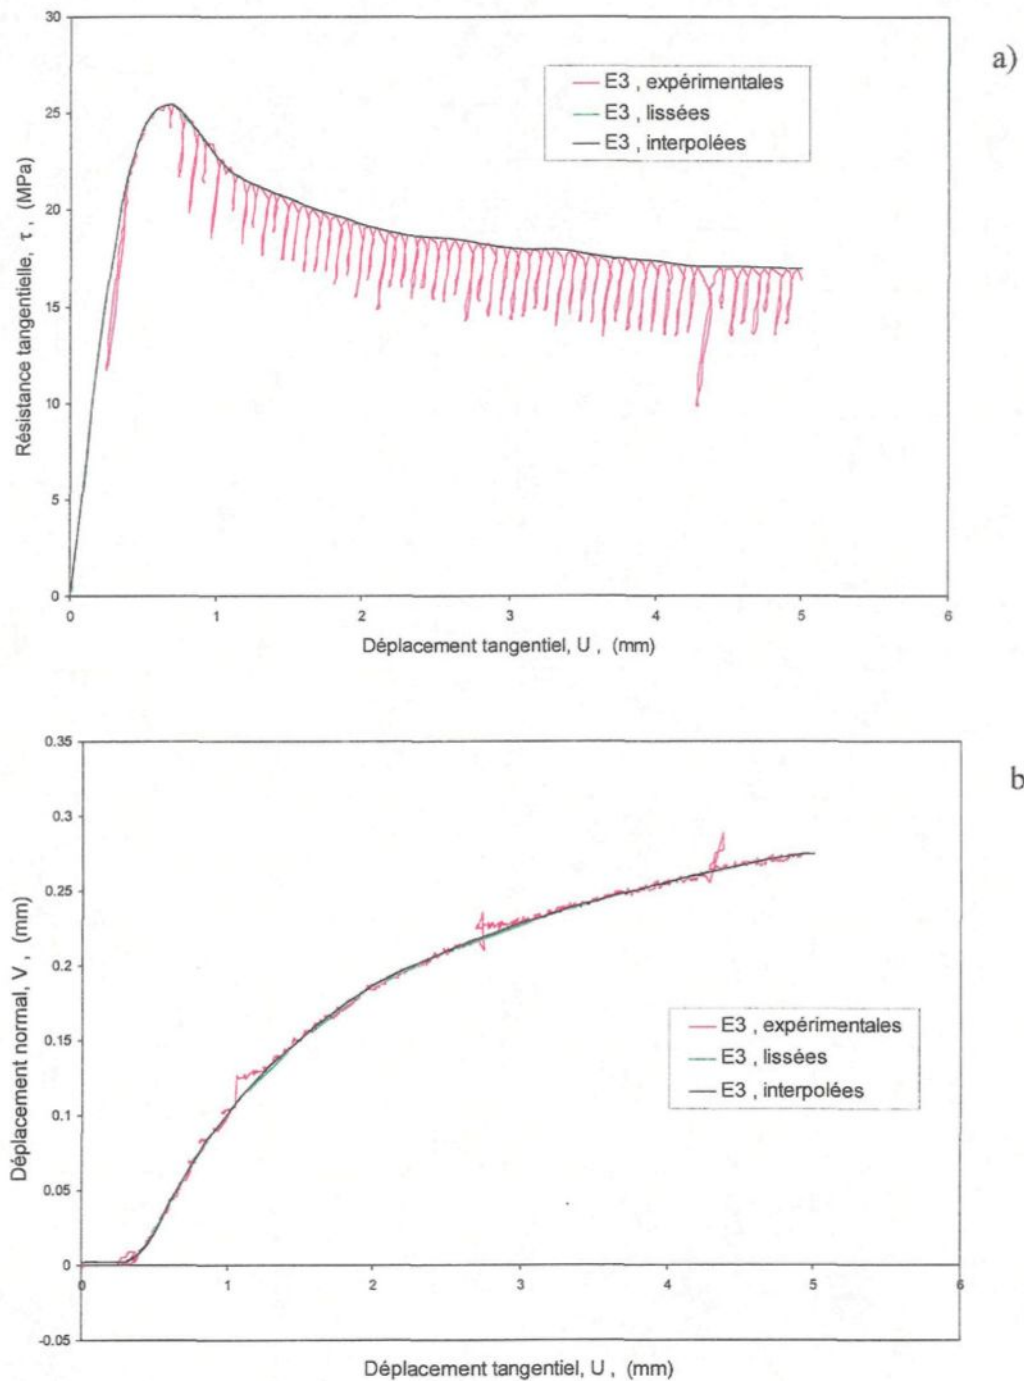 a)
30
25
20
15
10
5
0
0 1 2 3 4 5 6
Résistance tangentielle, τ , (MPa)
E3 , expérimentales
E3 , lissées
E3 , interpolées
Déplacement tangentiel, U , (mm)
b
0.35
0.3
0.25
0.2
0.15
0.1
0.05
0
-0.05
0 1 2 3 4 5 6
Déplacement normal, V , (mm)
E3 , expérimentales
E3 , lissées
E3 , interpolées
Déplacement tangentiel, U , (mm)